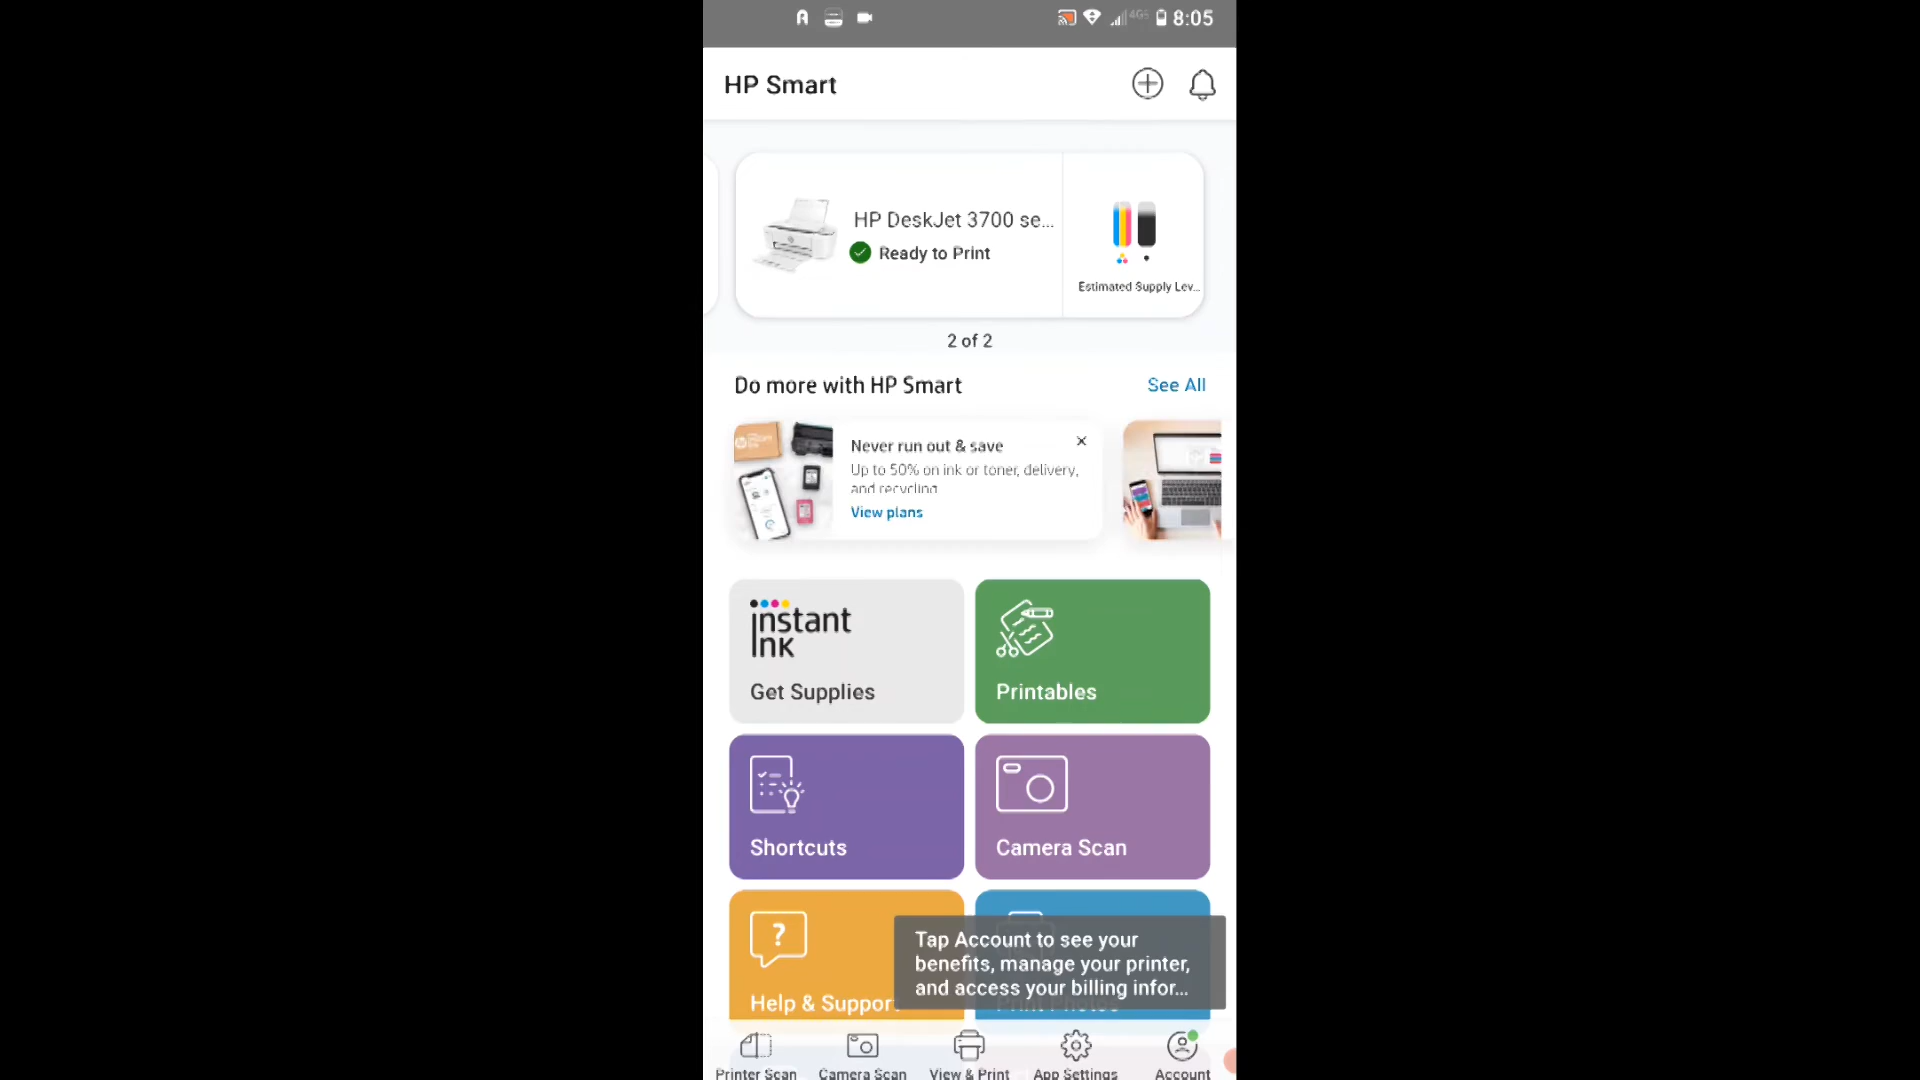 8:05
HP Smart
HP DeskJet 3700 se...
Ready to Print
Estimated Supply Lev...
2 of 2
Do more with HP Smart
See All
Never run out & save
Up to 50% on ink or toner, delivery,
and recycling
View plans
instant
ink
Get Supplies
Printables
Shortcuts
Camera Scan
?
Help & Support
Print Photos
Tap Account to see your
benefits, manage your printer,
and access your billing infor...
Printer Scan
Camera Scan
View & Print
App Settings
Account